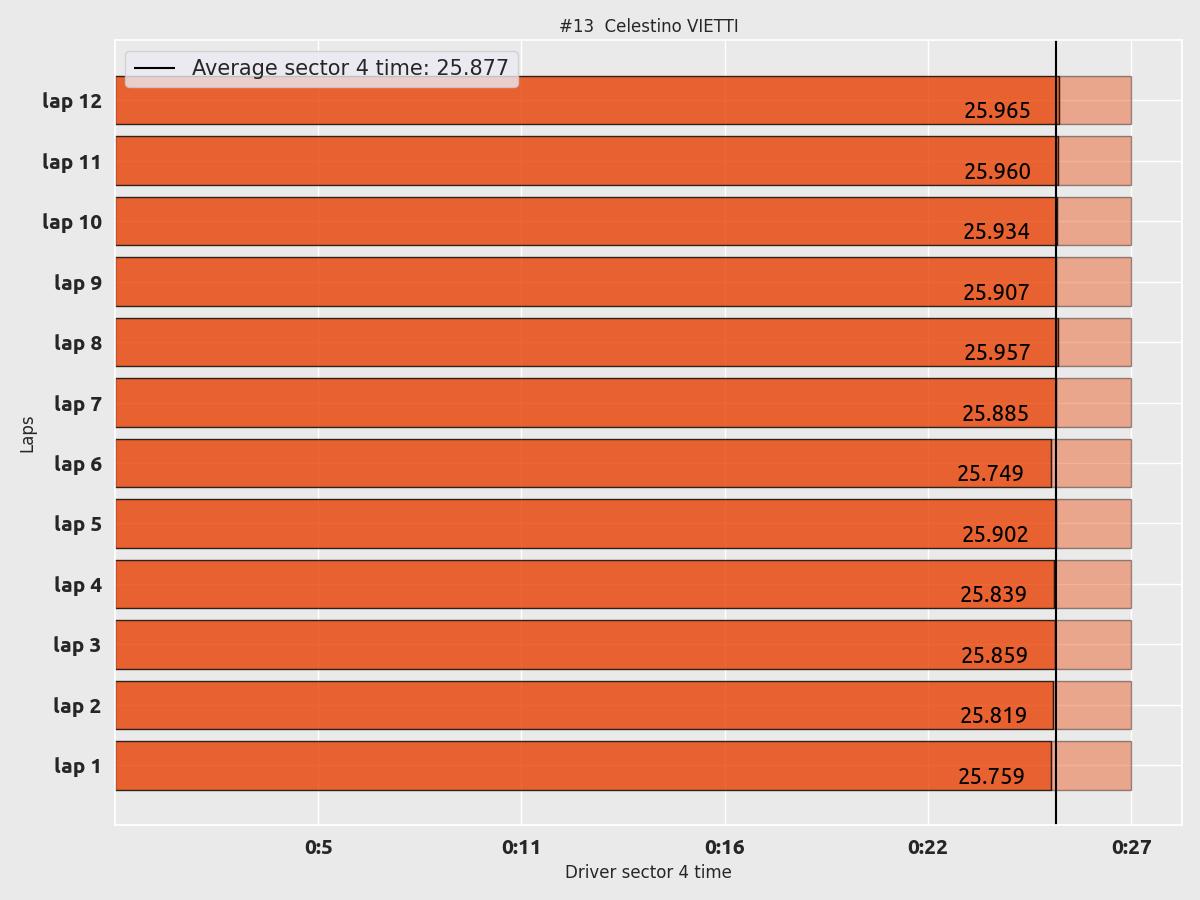 #13  Celestino VIETTI
Average sector 4 time: 25.877
lap 12 25.965
lap 11 25.960
lap 10 25.934
lap 9 25.907
lap 8 25.957
lap 7 25.885
lap 6 25.749
lap 5 25.902
lap 4 25.839
lap 3 25.859
lap 2 25.819
lap 1 25.759
Laps
0:5 0:11 0:16 0:22 0:27
Driver sector 4 time